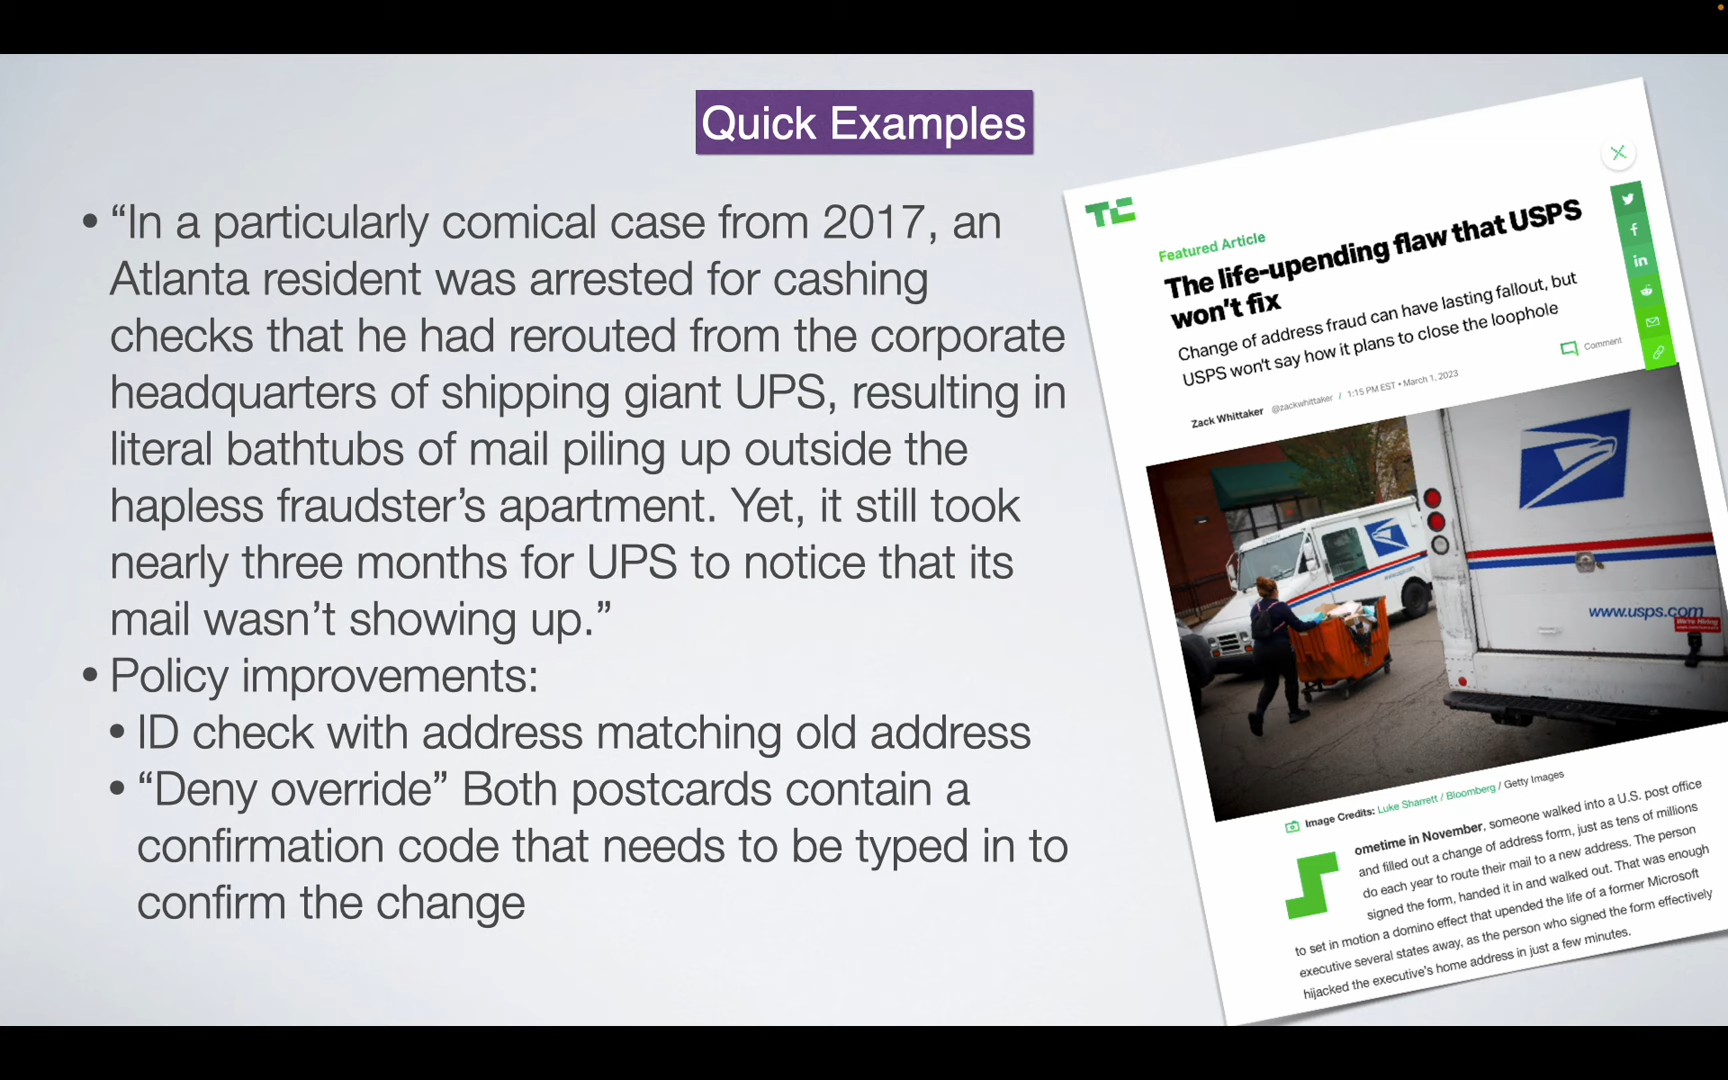 Quick Examples
• “In a particularly comical case from 2017, an
Atlanta resident was arrested for cashing
checks that he had rerouted from the corporate
headquarters of shipping giant UPS, resulting in
literal bathtubs of mail piling up outside the
hapless fraudster’s apartment. Yet, it still took
nearly three months for UPS to notice that its
mail wasn’t showing up.”
• Policy improvements:
• ID check with address matching old address
• “Deny override” Both postcards contain a
confirmation code that needs to be typed in to
confirm the change
TC
Featured Article
The life-upending flaw that USPS
won’t fix
Change of address fraud can have lasting fallout, but
USPS won’t say how it plans to close the loophole
Comment
Zack Whittaker @zackwhittaker / 1:15 PM EST • March 1, 2023
www.usps.com
We're Hiring
Image Credits: Luke Sharrett / Bloomberg / Getty Images
Sometime in November, someone walked into a U.S. post office
and filled out a change of address form, just as tens of millions
do each year to route their mail to a new address. The person
signed the form, handed it in and walked out. That was enough
to set in motion a domino effect that upended the life of a former Microsoft
executive several states away, as the person who signed the form effectively
hijacked the executive’s home address in just a few minutes.